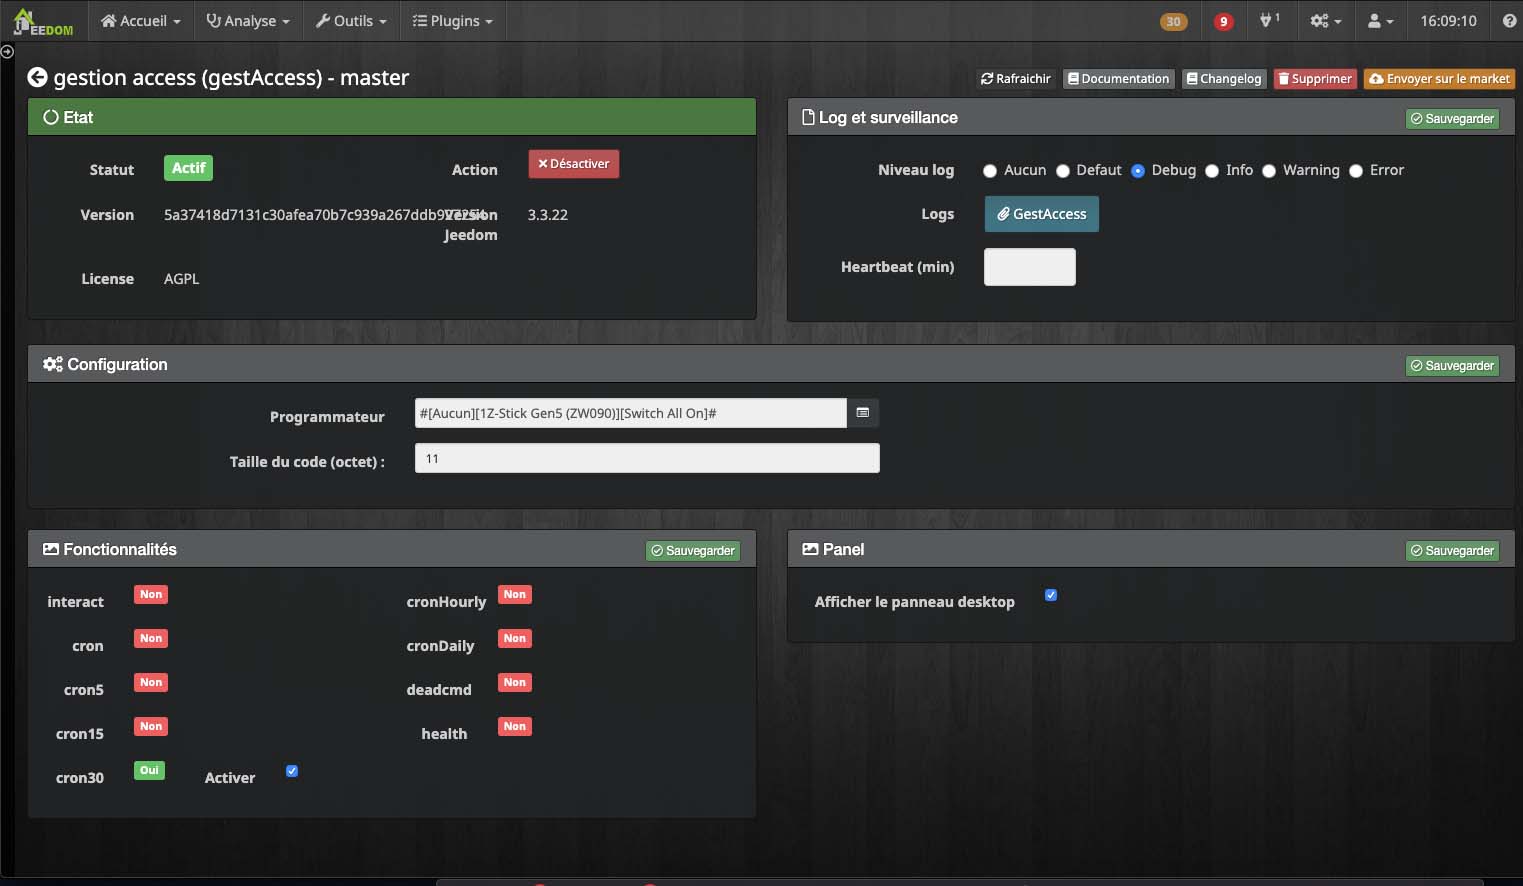 JEEDOM Accueil Analyse Outils Plugins 30 9 1 16:09:10
gestion access (gestAccess) - master
Rafraichir Documentation Changelog Supprimer Envoyer sur le market
Etat
Statut Actif Action Désactiver
Version 5a37418d7131c30afea70b7c939a267ddb Version Jeedom 3.3.22
License AGPL
Log et surveillance Sauvegarder
Niveau log Aucun Defaut Debug Info Warning Error
Logs GestAccess
Heartbeat (min)
Configuration Sauvegarder
Programmateur #[Aucun][1Z-Stick Gen5 (ZW090)][Switch All On]#
Taille du code (octet) : 11
Fonctionnalités Sauvegarder
interact Non cronHourly Non
cron Non cronDaily Non
cron5 Non deadcmd Non
cron15 Non health Non
cron30 Oui Activer
Panel Sauvegarder
Afficher le panneau desktop